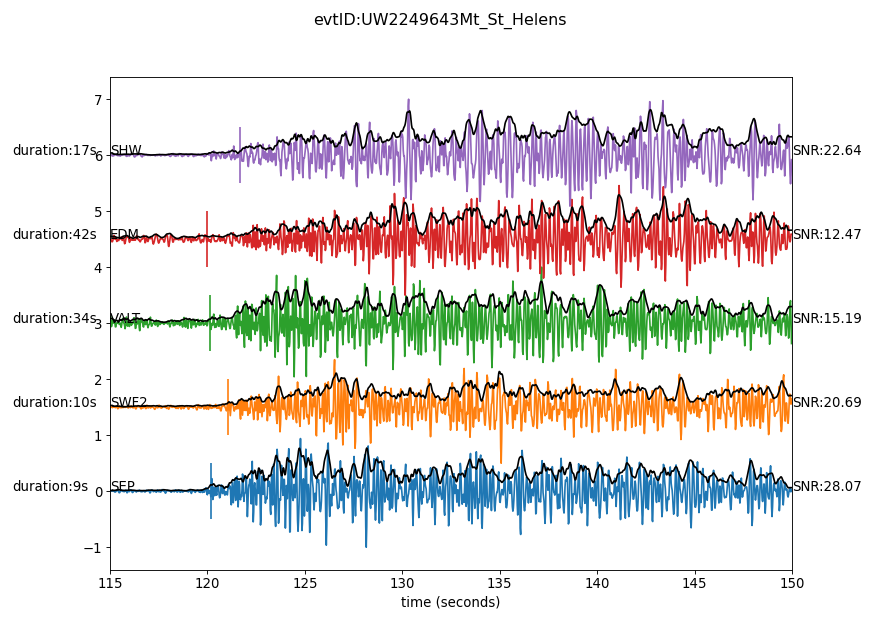 evtID:UW2249643Mt_St_Helens
7
duration:17s
6
SHW
SNR:22.64
5
duration:42s
EDM
SNR:12.47
4
duration:34s
3
VALT
SNR:15.19
2
duration:10s
SWF2
SNR:20.69
1
duration:9s
0
SEP
SNR:28.07
−1
115 120 125 130 135 140 145 150
time (seconds)